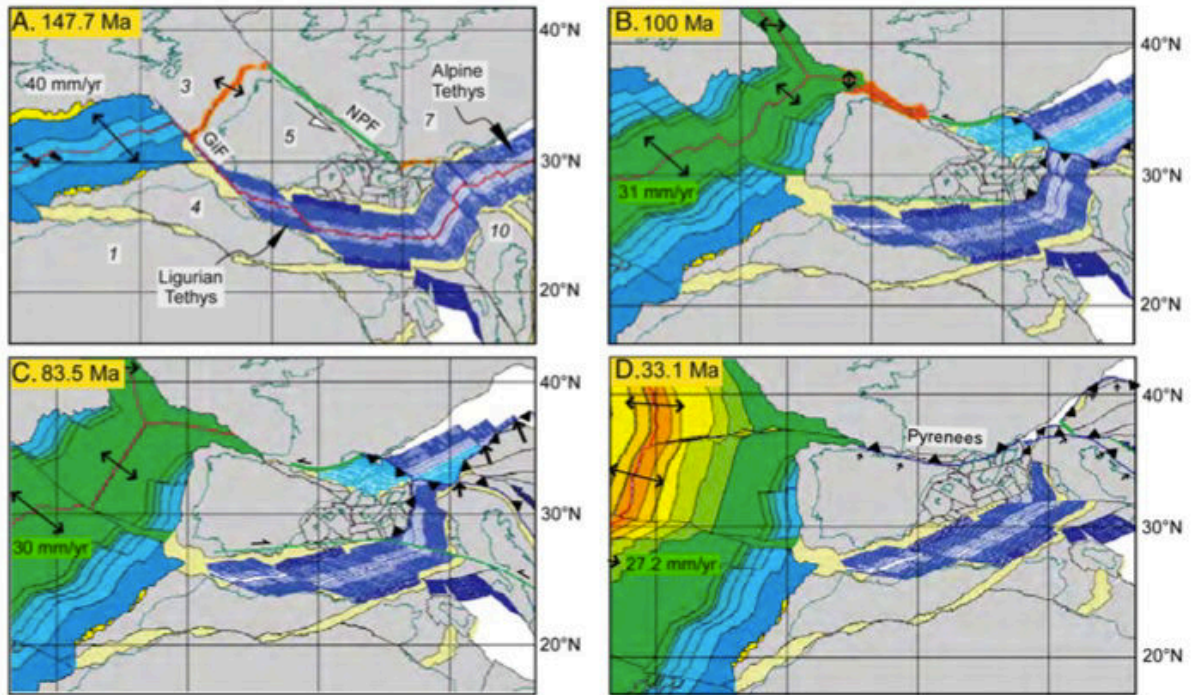 A. 147.7 Ma
40°N
40 mm/yr
3
Alpine
Tethys
NPF
7
5
GiF
30°N
4
10
1
Ligurian
Tethys
20°N
B. 100 Ma
40°N
31 mm/yr
30°N
20°N
C. 83.5 Ma
40°N
30°N
30 mm/yr
20°N
D. 33.1 Ma
40°N
Pyrenees
30°N
27.2 mm/yr
20°N